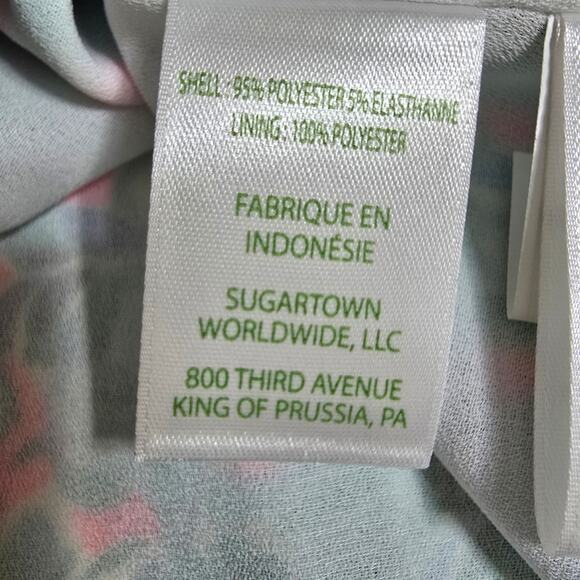 SHELL : 95% POLYESTER 5% ELASTHANNE
LINING : 100% POLYESTER
FABRIQUE EN
INDONÉSIE
SUGARTOWN
WORLDWIDE, LLC
800 THIRD AVENUE
KING OF PRUSSIA, PA